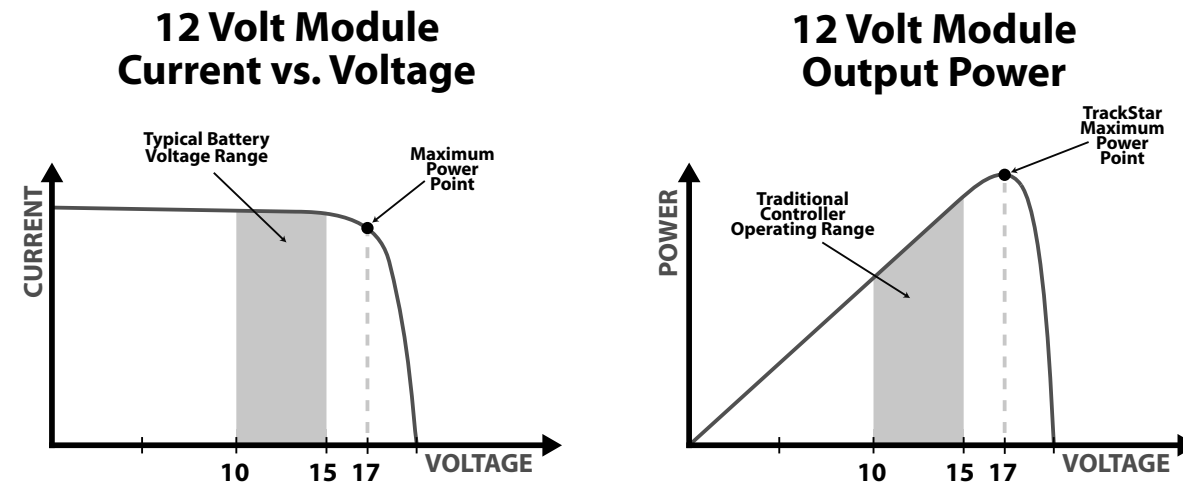 12 Volt Module
Current vs. Voltage
Typical Battery
Voltage Range
Maximum
Power
Point
CURRENT
10
15
17
VOLTAGE
12 Volt Module
Output Power
TrackStar
Maximum
Power
Point
Traditional
Controller
Operating Range
POWER
10
15
17
VOLTAGE